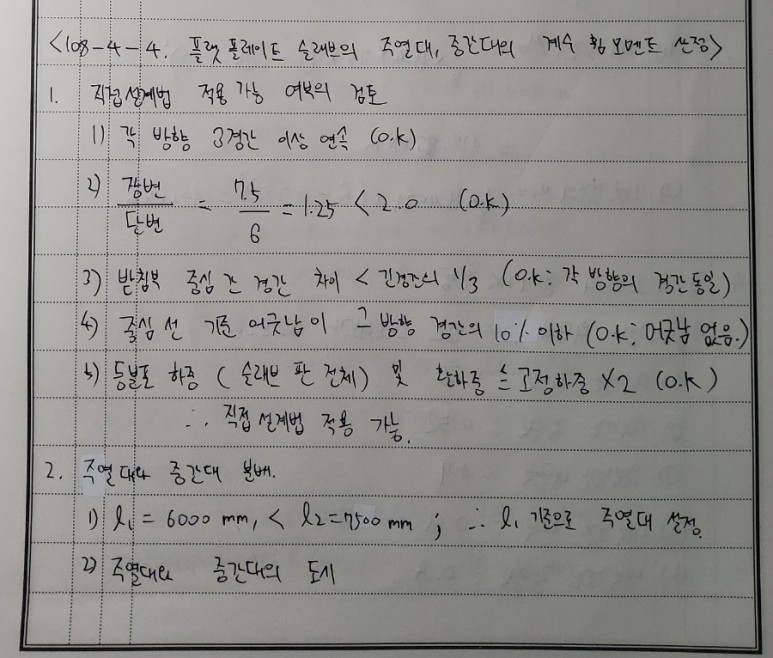 <108-4-4. 플랫 플레이트 슬래브의 주열대, 중간대의 계수 휨 모멘트 산정>
1. 직접설계법 적용 가능 여부의 검토
1) 각 방향 3경간 이상 연속 (O.K)
2) 장변/단변 = 7.5/6 = 1.25 < 2.0 (O.K)
3) 받침부 중심 간 경간 차이 < 긴경간의 1/3 (O.K: 각 방향의 경간 동일)
4) 중심 선 기준 어긋남이 그 방향 경간의 10% 이하 (O.K: 어긋남 없음.)
5) 등분포 하중 (슬래브 판 전체) 및 활하중 ≤ 고정하중 X2 (O.K)
∴ 직접설계법 적용 가능.
2. 주열대와 중간대 분배.
1) l₁ = 6000 mm, < l₂ = 7500 mm ; ∴ l₁ 기준으로 주열대 설정.
2) 주열대와 중간대의 도시